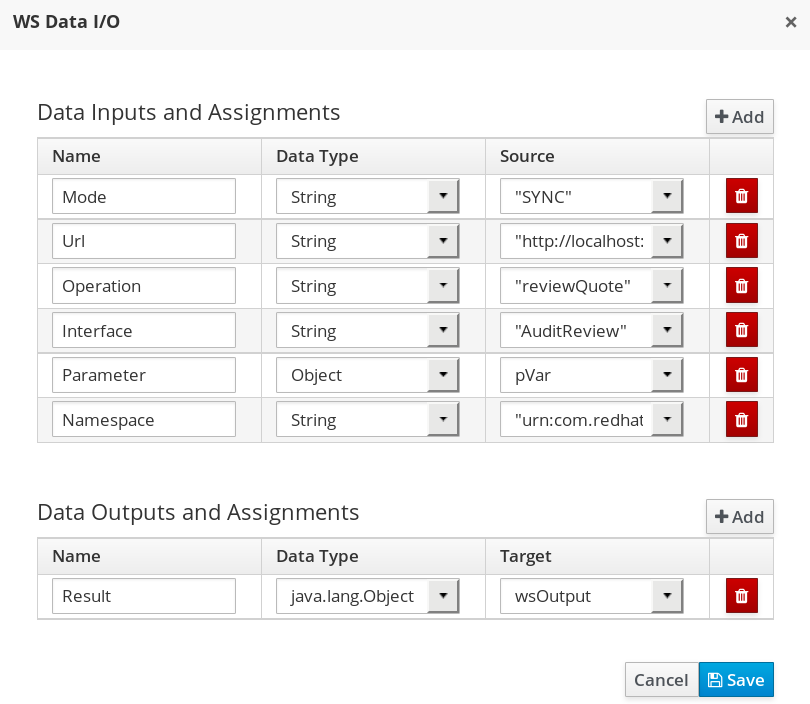 WS Data I/O ×
Data Inputs and Assignments
Add
Name Data Type Source
Mode String "SYNC"
Url String "http://localhost:
Operation String "reviewQuote"
Interface String "AuditReview"
Parameter Object pVar
Namespace String "urn:com.redhat
Data Outputs and Assignments
Add
Name Data Type Target
Result java.lang.Object wsOutput
Cancel Save